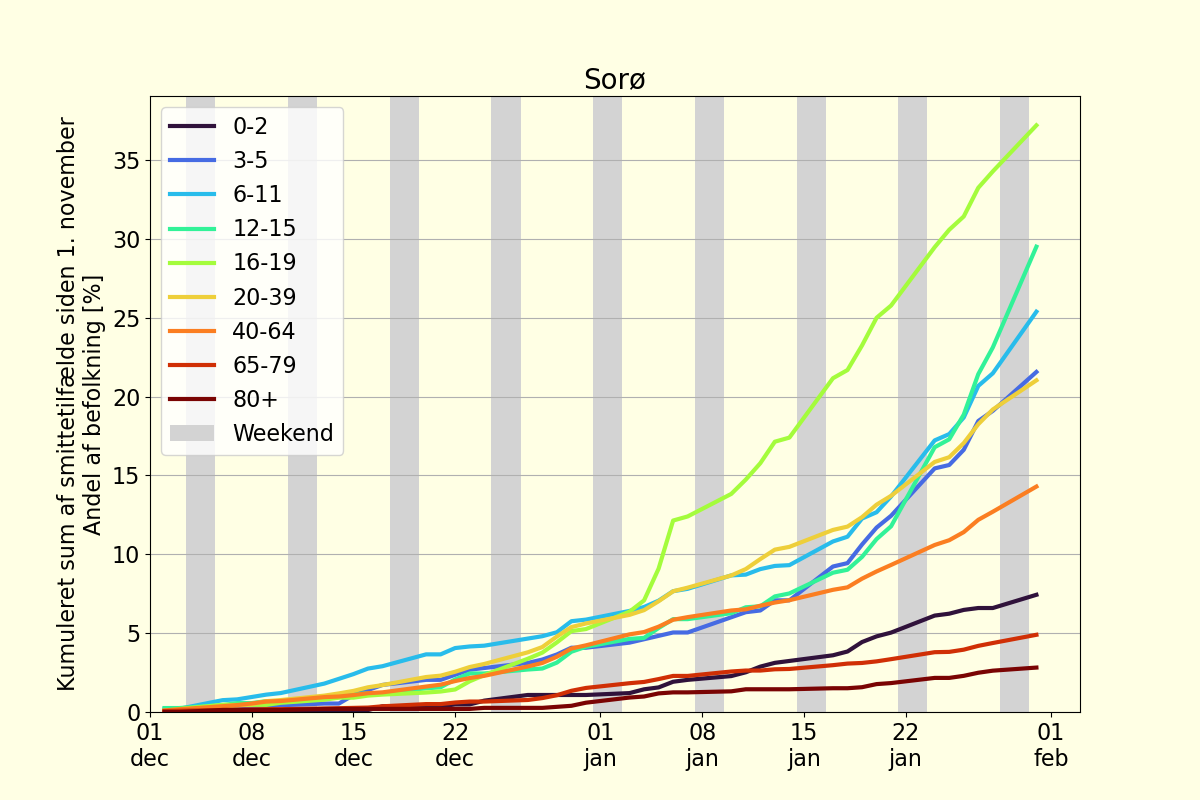 Sorø
Kumuleret sum af smittetilfælde siden 1. november
Andel af befolkning [%]
35
30
25
20
15
10
5
0
0-2
3-5
6-11
12-15
16-19
20-39
40-64
65-79
80+
Weekend
01 08 15 22 01 08 15 22 01
dec dec dec dec jan jan jan jan feb